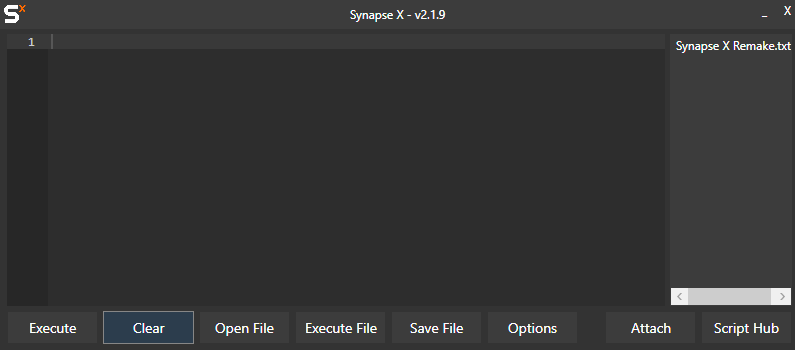 Sx
Synapse X - v2.1.9
_ X
1
Synapse X Remake.txt
Execute
Clear
Open File
Execute File
Save File
Options
Attach
Script Hub